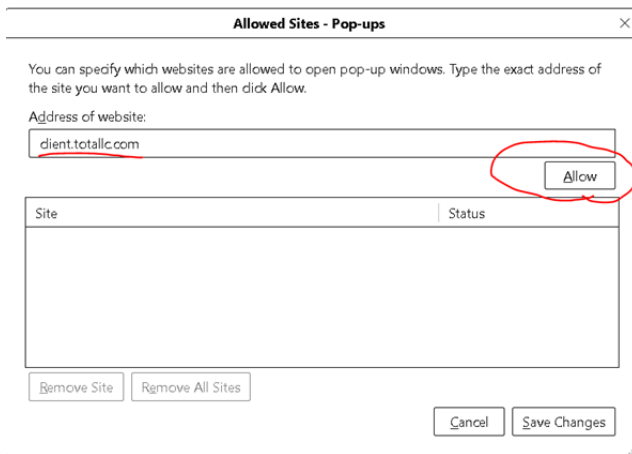 Allowed Sites - Pop-ups
You can specify which websites are allowed to open pop-up windows. Type the exact address of
the site you want to allow and then click Allow.
Address of website:
client.totallc.com
Allow
Site Status
Remove Site Remove All Sites
Cancel Save Changes